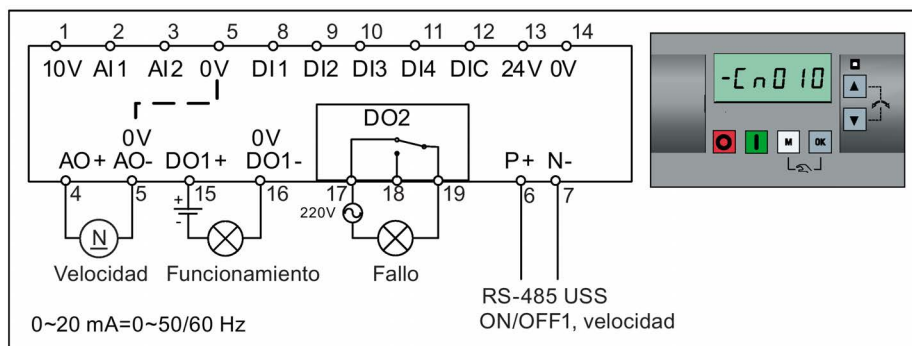 1 2 3 5 8 9 10 11 12 13 14
10V AI1 AI2 0V DI1 DI2 DI3 DI4 DIC 24V 0V
-Cn010
DO2
0V 0V
AO+ AO- DO1+ DO1- P+ N-
M OK
4 5 15 16 17 18 19 6 7
+
-
220V
N
Velocidad Funcionamiento Fallo
RS-485 USS
ON/OFF1, velocidad
0~20 mA=0~50/60 Hz